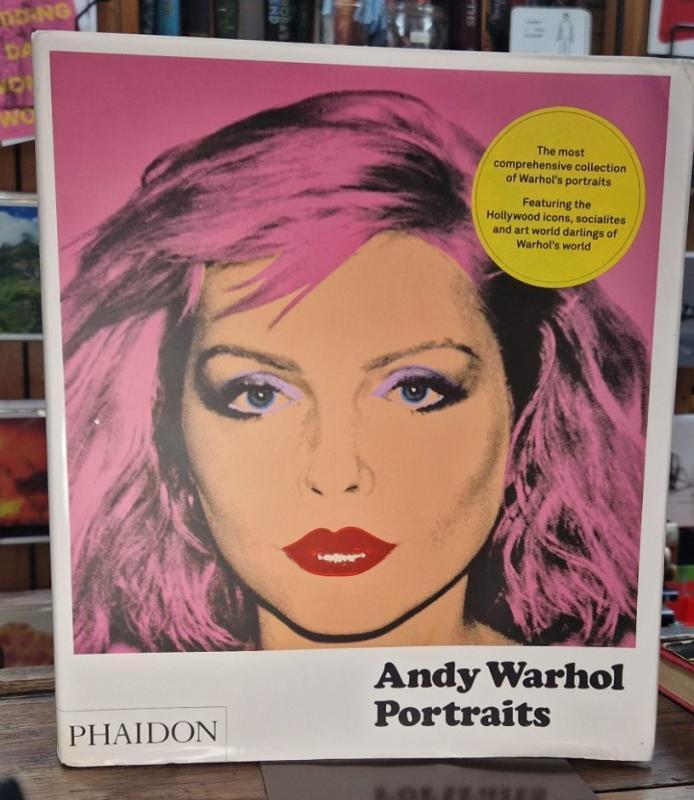 The most
comprehensive collection
of Warhol's portraits
Featuring the
Hollywood icons, socialites
and art world darlings of
Warhol's world
Andy Warhol
Portraits
PHAIDON